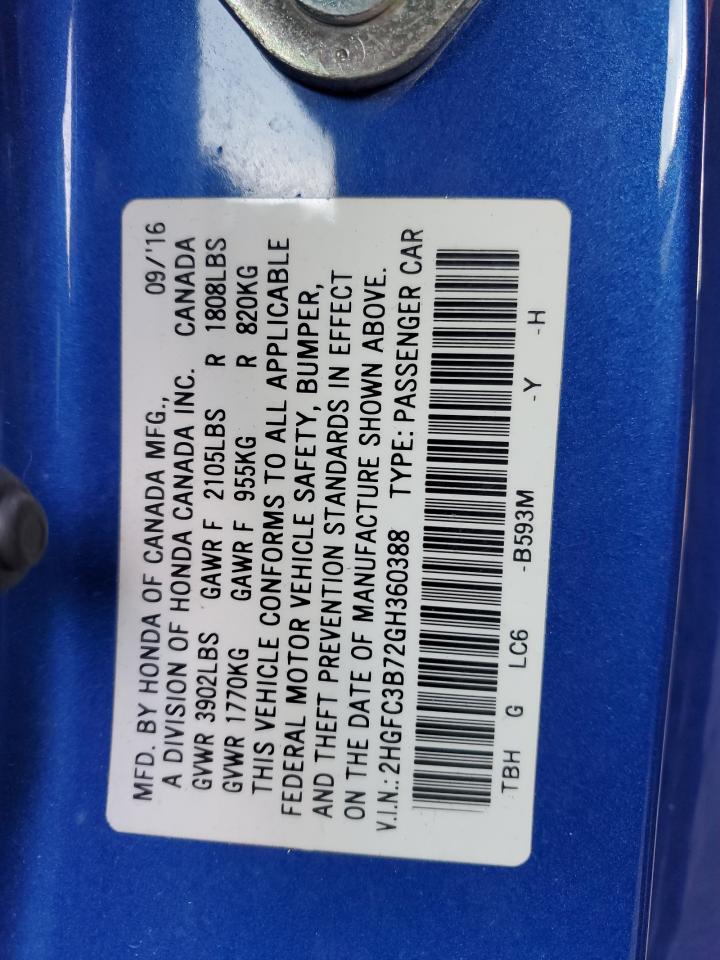 MFD. BY HONDA OF CANADA MFG., 09/'16
A DIVISION OF HONDA CANADA INC. CANADA
GVWR 3902LBS GAWR F 2105LBS R 1808LBS
GVWR 1770KG GAWR F 955KG R 820KG
THIS VEHICLE CONFORMS TO ALL APPLICABLE
FEDERAL MOTOR VEHICLE SAFETY, BUMPER,
AND THEFT PREVENTION STANDARDS IN EFFECT
ON THE DATE OF MANUFACTURE SHOWN ABOVE.
V.I.N.: 2HGFC3B72GH360388 TYPE: PASSENGER CAR
TBH G LC6 -B593M -Y -H